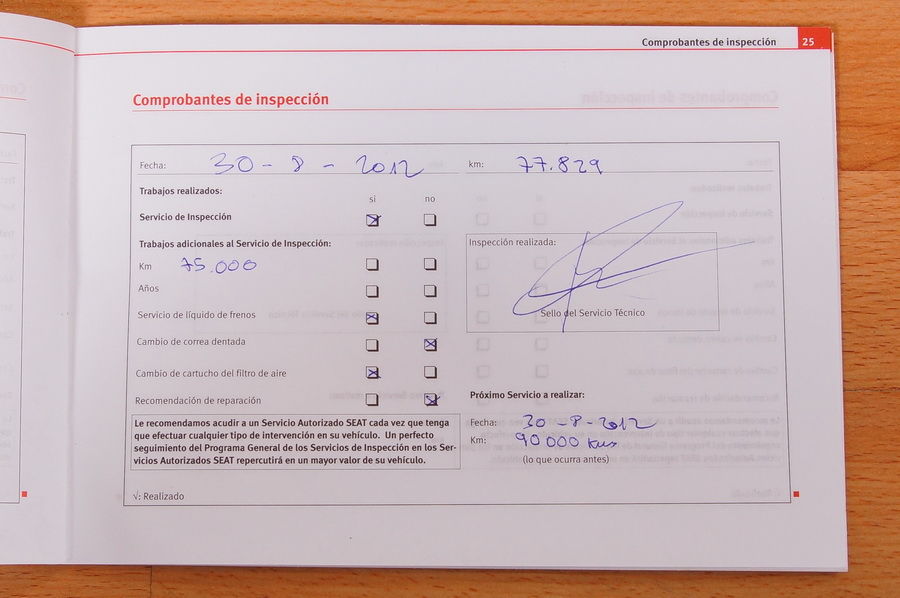 Comprobantes de inspección 25
Comprobantes de inspección
Fecha: 30 - 8 - 2012 km: 77.829
Trabajos realizados:
si no
Servicio de Inspección
Trabajos adicionales al Servicio de Inspección:
Inspección realizada:
Km 75.000
Años
Servicio de líquido de frenos
Sello del Servicio Técnico
Cambio de correa dentada
Cambio de cartucho del filtro de aire
Recomendación de reparación
Próximo Servicio a realizar:
Le recomendamos acudir a un Servicio Autorizado SEAT cada vez que tenga
que efectuar cualquier tipo de intervención en su vehículo. Un perfecto
seguimiento del Programa General de los Servicios de Inspección en los Ser-
vicios Autorizados SEAT repercutirá en un mayor valor de su vehículo.
Fecha: 30 - 8 - 2012
Km: 90000 kms
(lo que ocurra antes)
√: Realizado